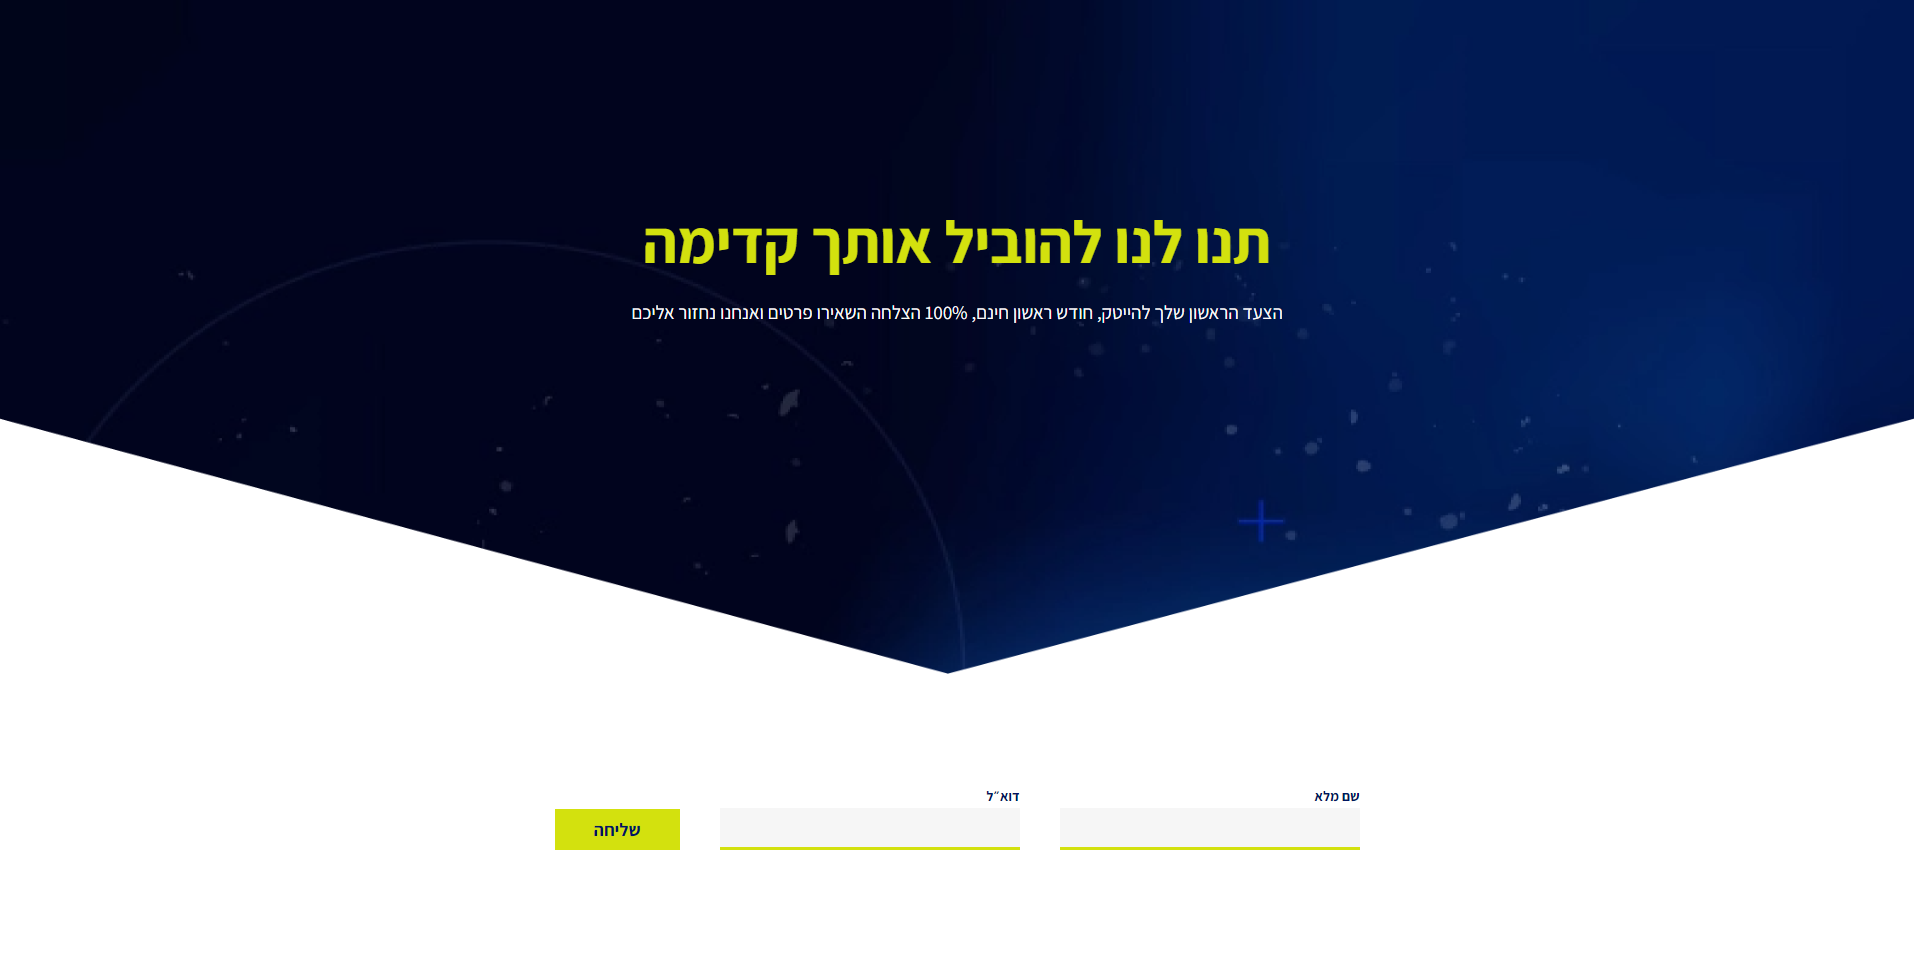 תנו לנו להוביל אותך קדימה
הצעד הראשון שלך להייטק, חודש ראשון חינם, 100% הצלחה השאירו פרטים ואנחנו נחזור אליכם
שם מלא
דוא״ל
שליחה